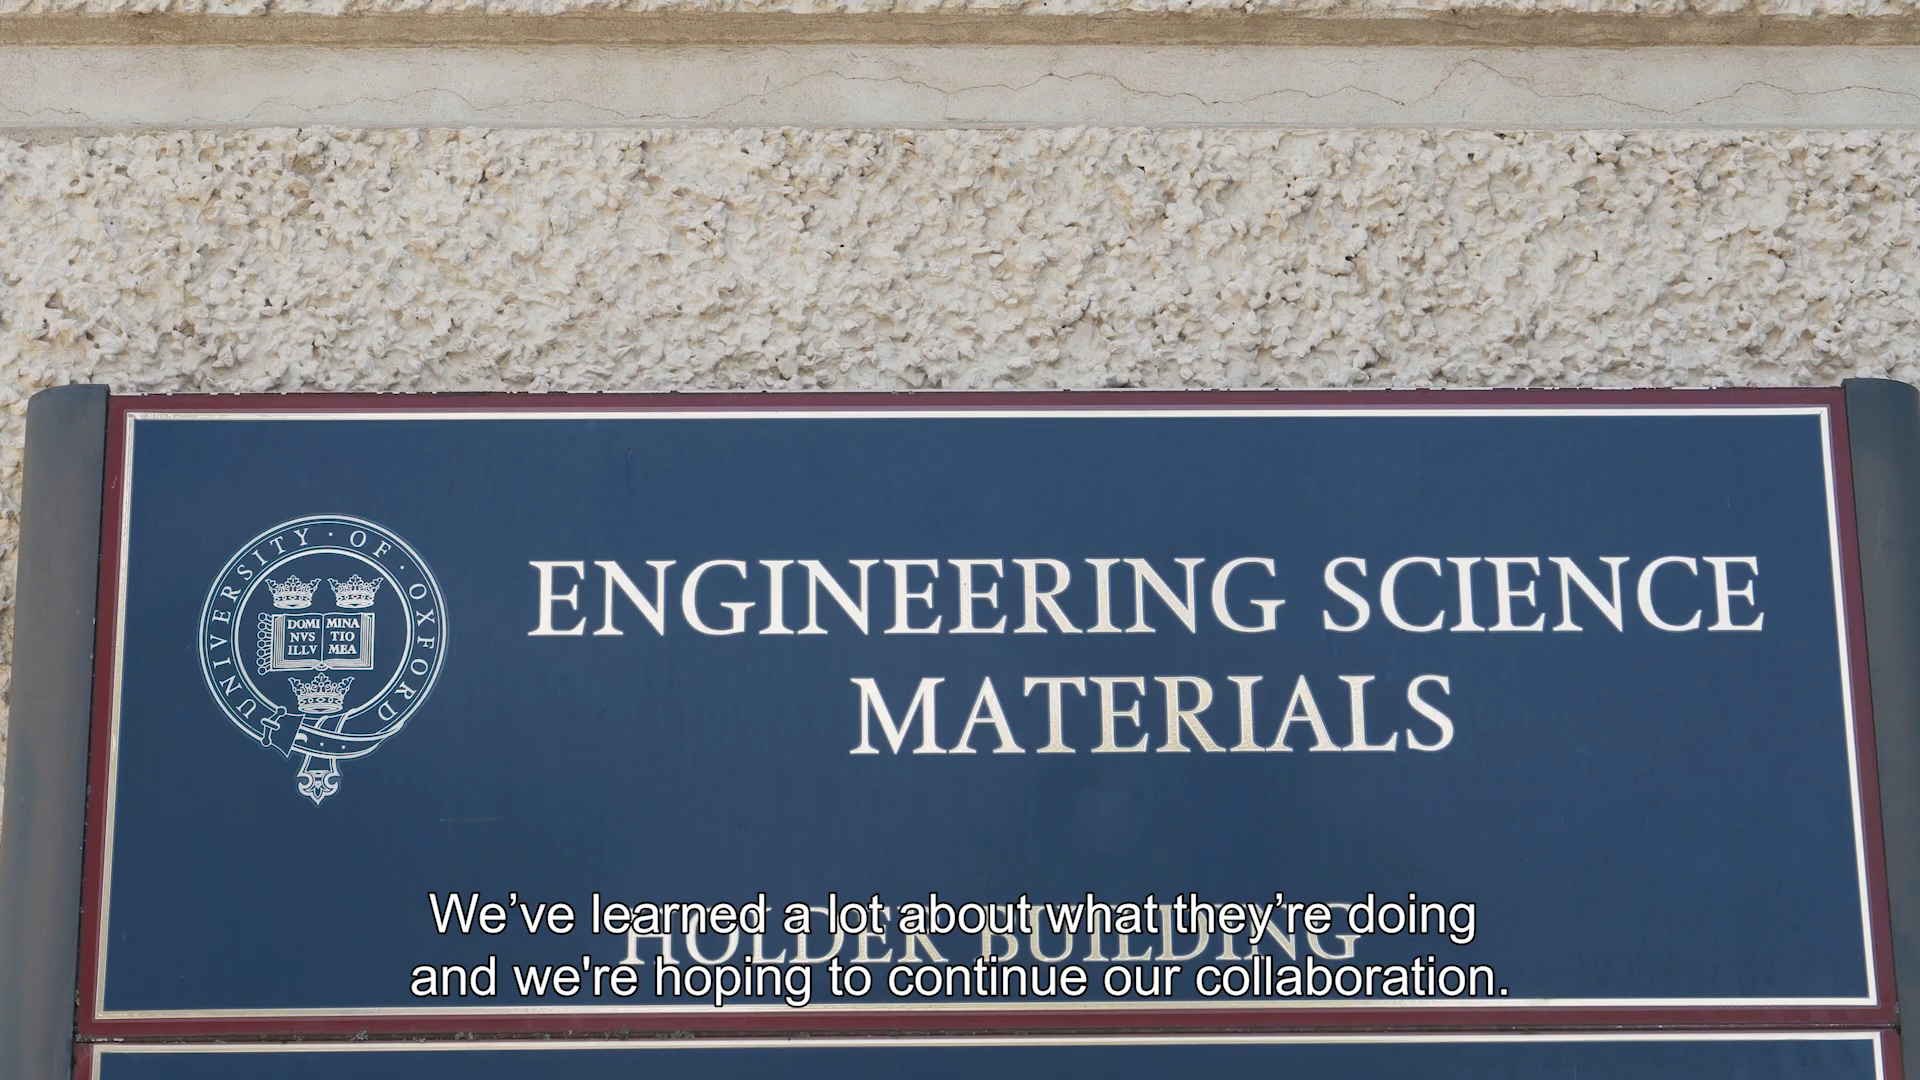 UNIVERSITY · OF · OXFORD
DOMI MINA
NVS TIO
ILLV MEA
ENGINEERING SCIENCE
MATERIALS
HOLDER BUILDING
We’ve learned a lot about what they’re doing
and we're hoping to continue our collaboration.